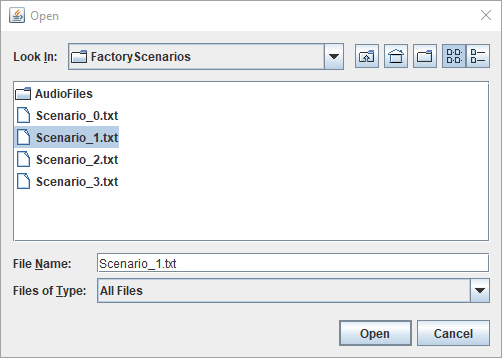 Open
Look In: FactoryScenarios
AudioFiles
Scenario_0.txt
Scenario_1.txt
Scenario_2.txt
Scenario_3.txt
File Name: Scenario_1.txt
Files of Type: All Files
Open Cancel